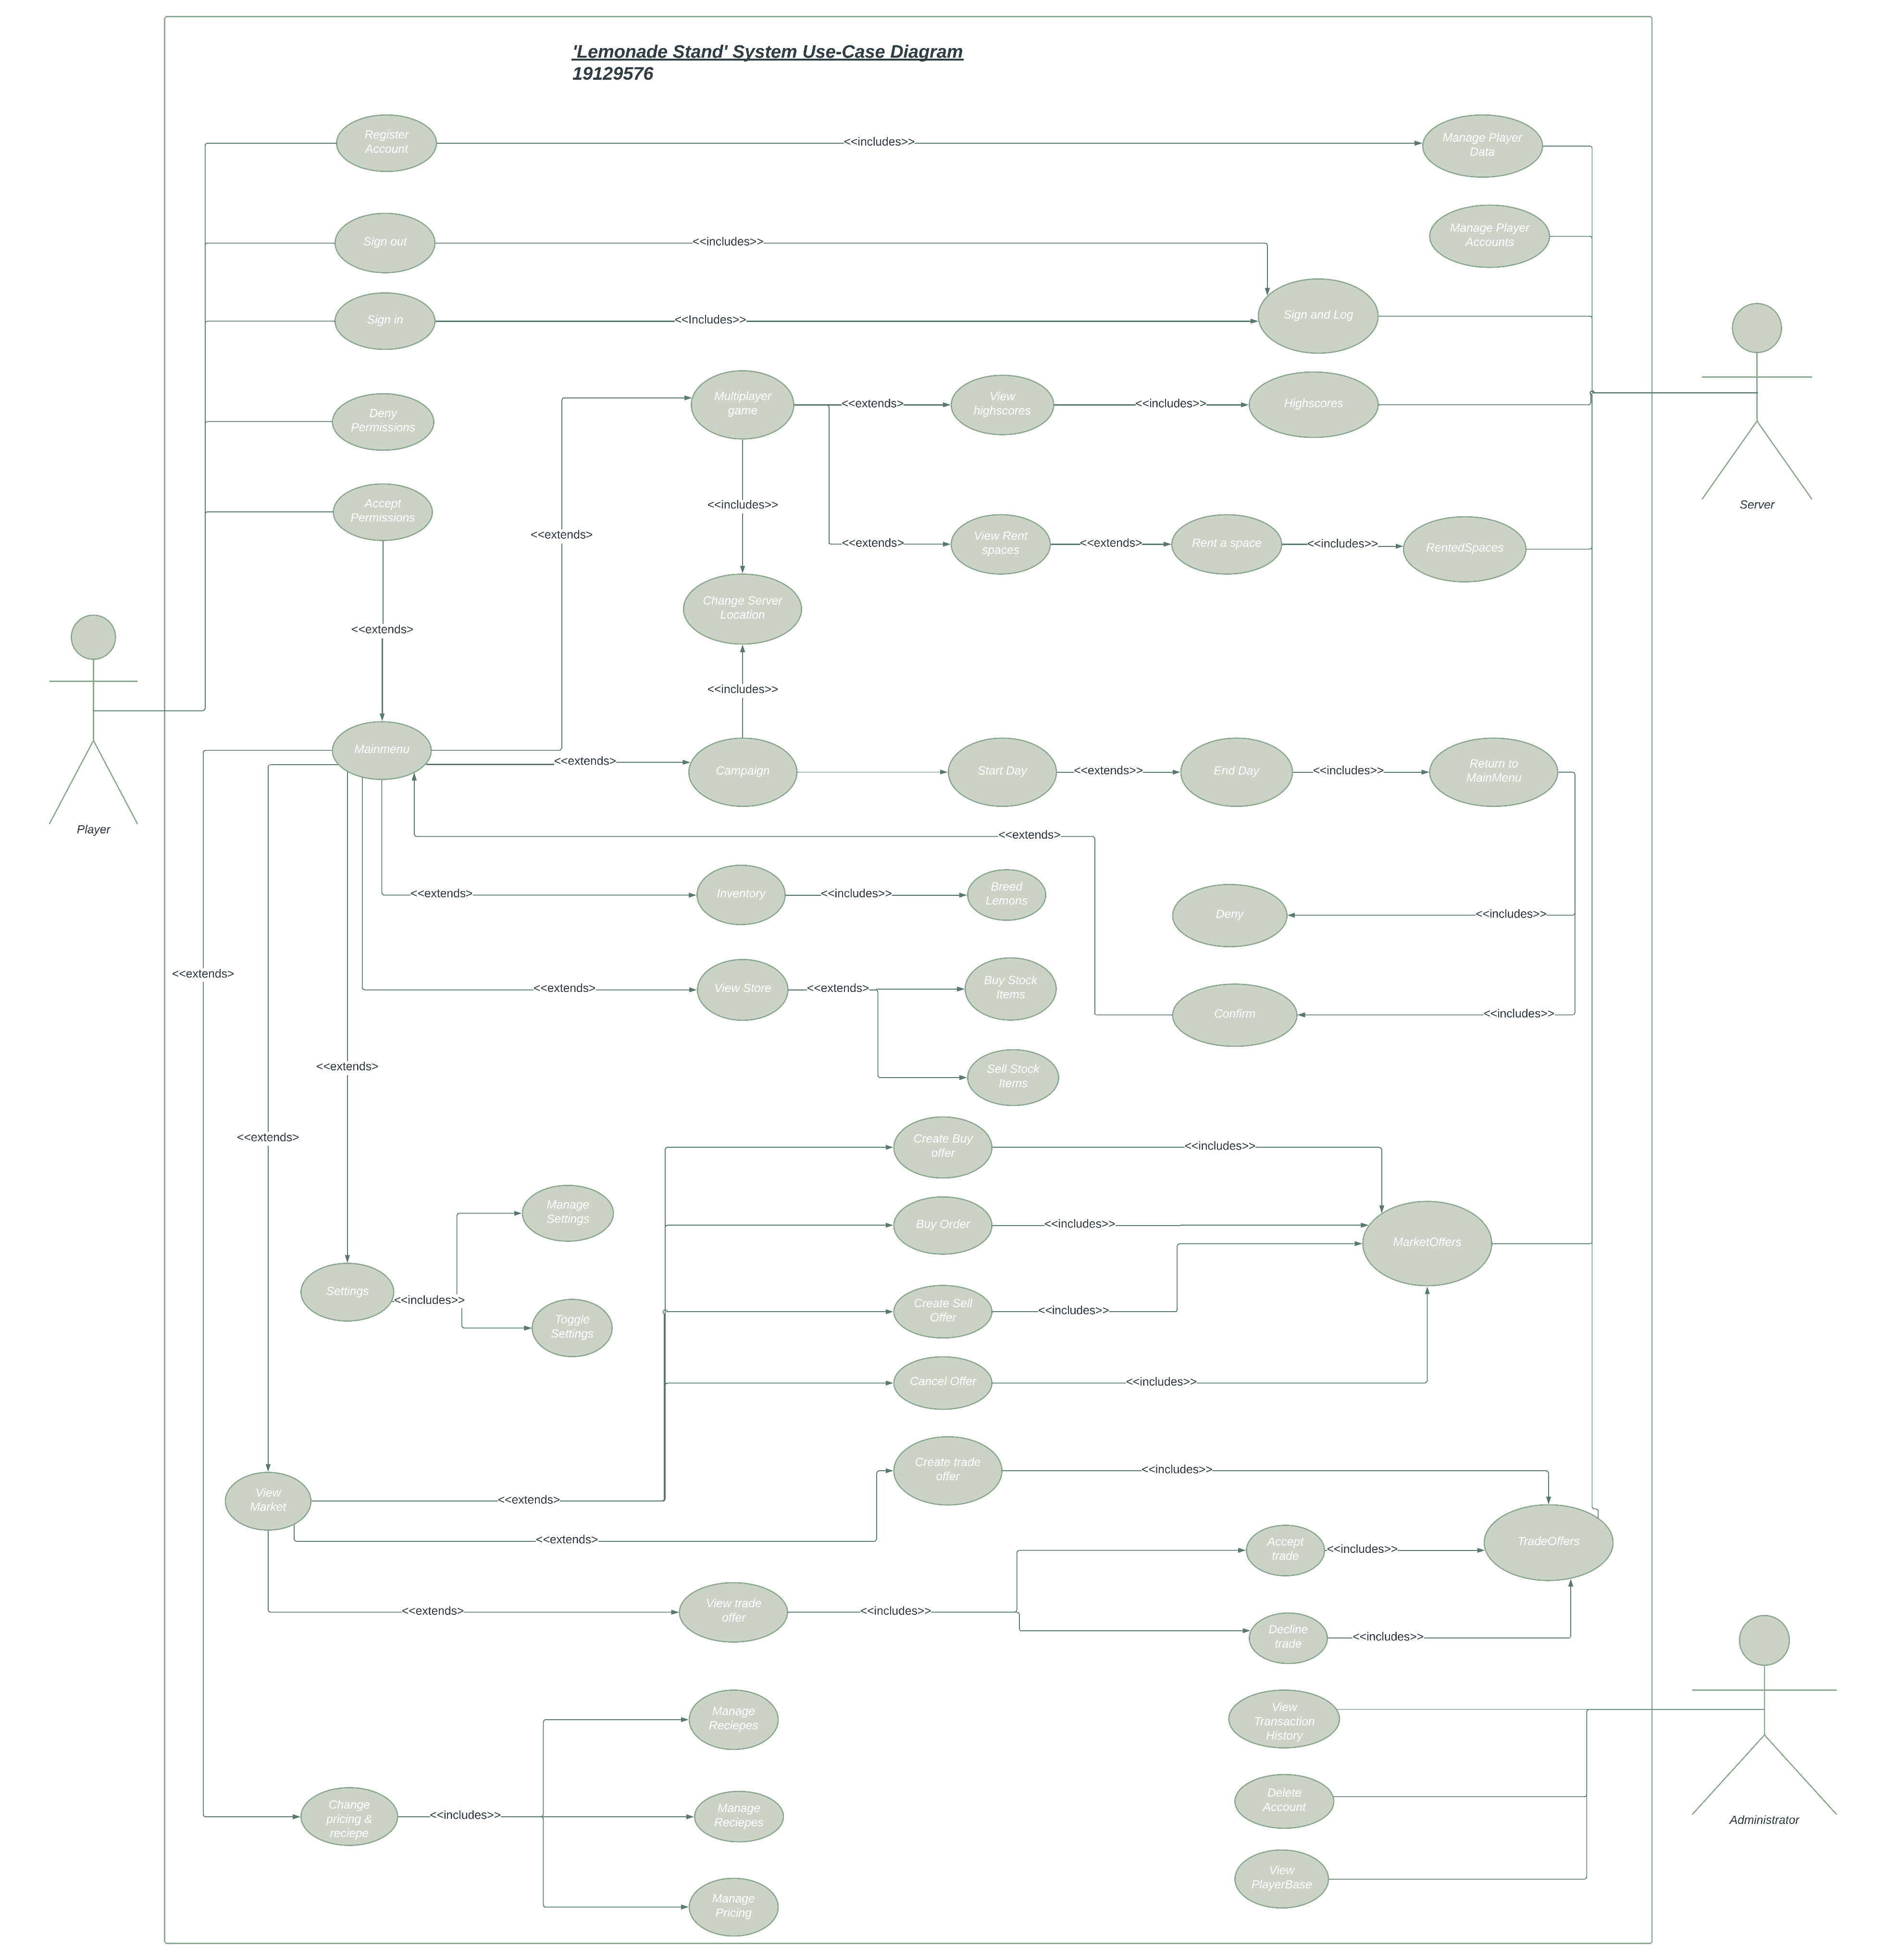 'Lemonade Stand' System Use-Case Diagram
19129576
Register
Account
<<includes>>
Manage Player
Data
Manage Player
Accounts
Sign out
<<includes>>
Sign in
<<Includes>>
Sign and Log
Deny
Permissions
Multiplayer
game
<<extends>
View
highscores
<<includes>>
Highscores
Server
Accept
Permissions
<<includes>>
<<extends>
<<extends>
View Rent
spaces
<<extends>
Rent a space
<<includes>>
RentedSpaces
Change Server
Location
<<extends>
<<includes>>
Player
Mainmenu
<<extends>
Campaign
Start Day
<<extends>>
End Day
<<includes>>
Return to
MainMenu
<<extends>
<<extends>
Inventory
<<includes>>
Breed
Lemons
Deny
<<includes>>
<<extends>
<<extends>
View Store
<<extends>
Buy Stock
Items
Confirm
<<includes>>
<<extends>
Sell Stock
Items
<<extends>
Create Buy
offer
<<includes>>
Manage
Settings
Buy Order
<<includes>>
MarketOffers
Settings
<<includes>>
Toggle
Settings
Create Sell
Offer
<<includes>>
Cancel Offer
<<includes>>
View
Market
<<extends>
Create trade
offer
<<includes>>
<<extends>
TradeOffers
Accept
trade
<<includes>>
<<extends>
View trade
offer
<<includes>>
Decline
trade
<<includes>>
Manage
Reciepes
View
Transaction
History
Administrator
Change
pricing &
reciepe
<<includes>>
Manage
Reciepes
Delete
Account
Manage
Pricing
View
PlayerBase